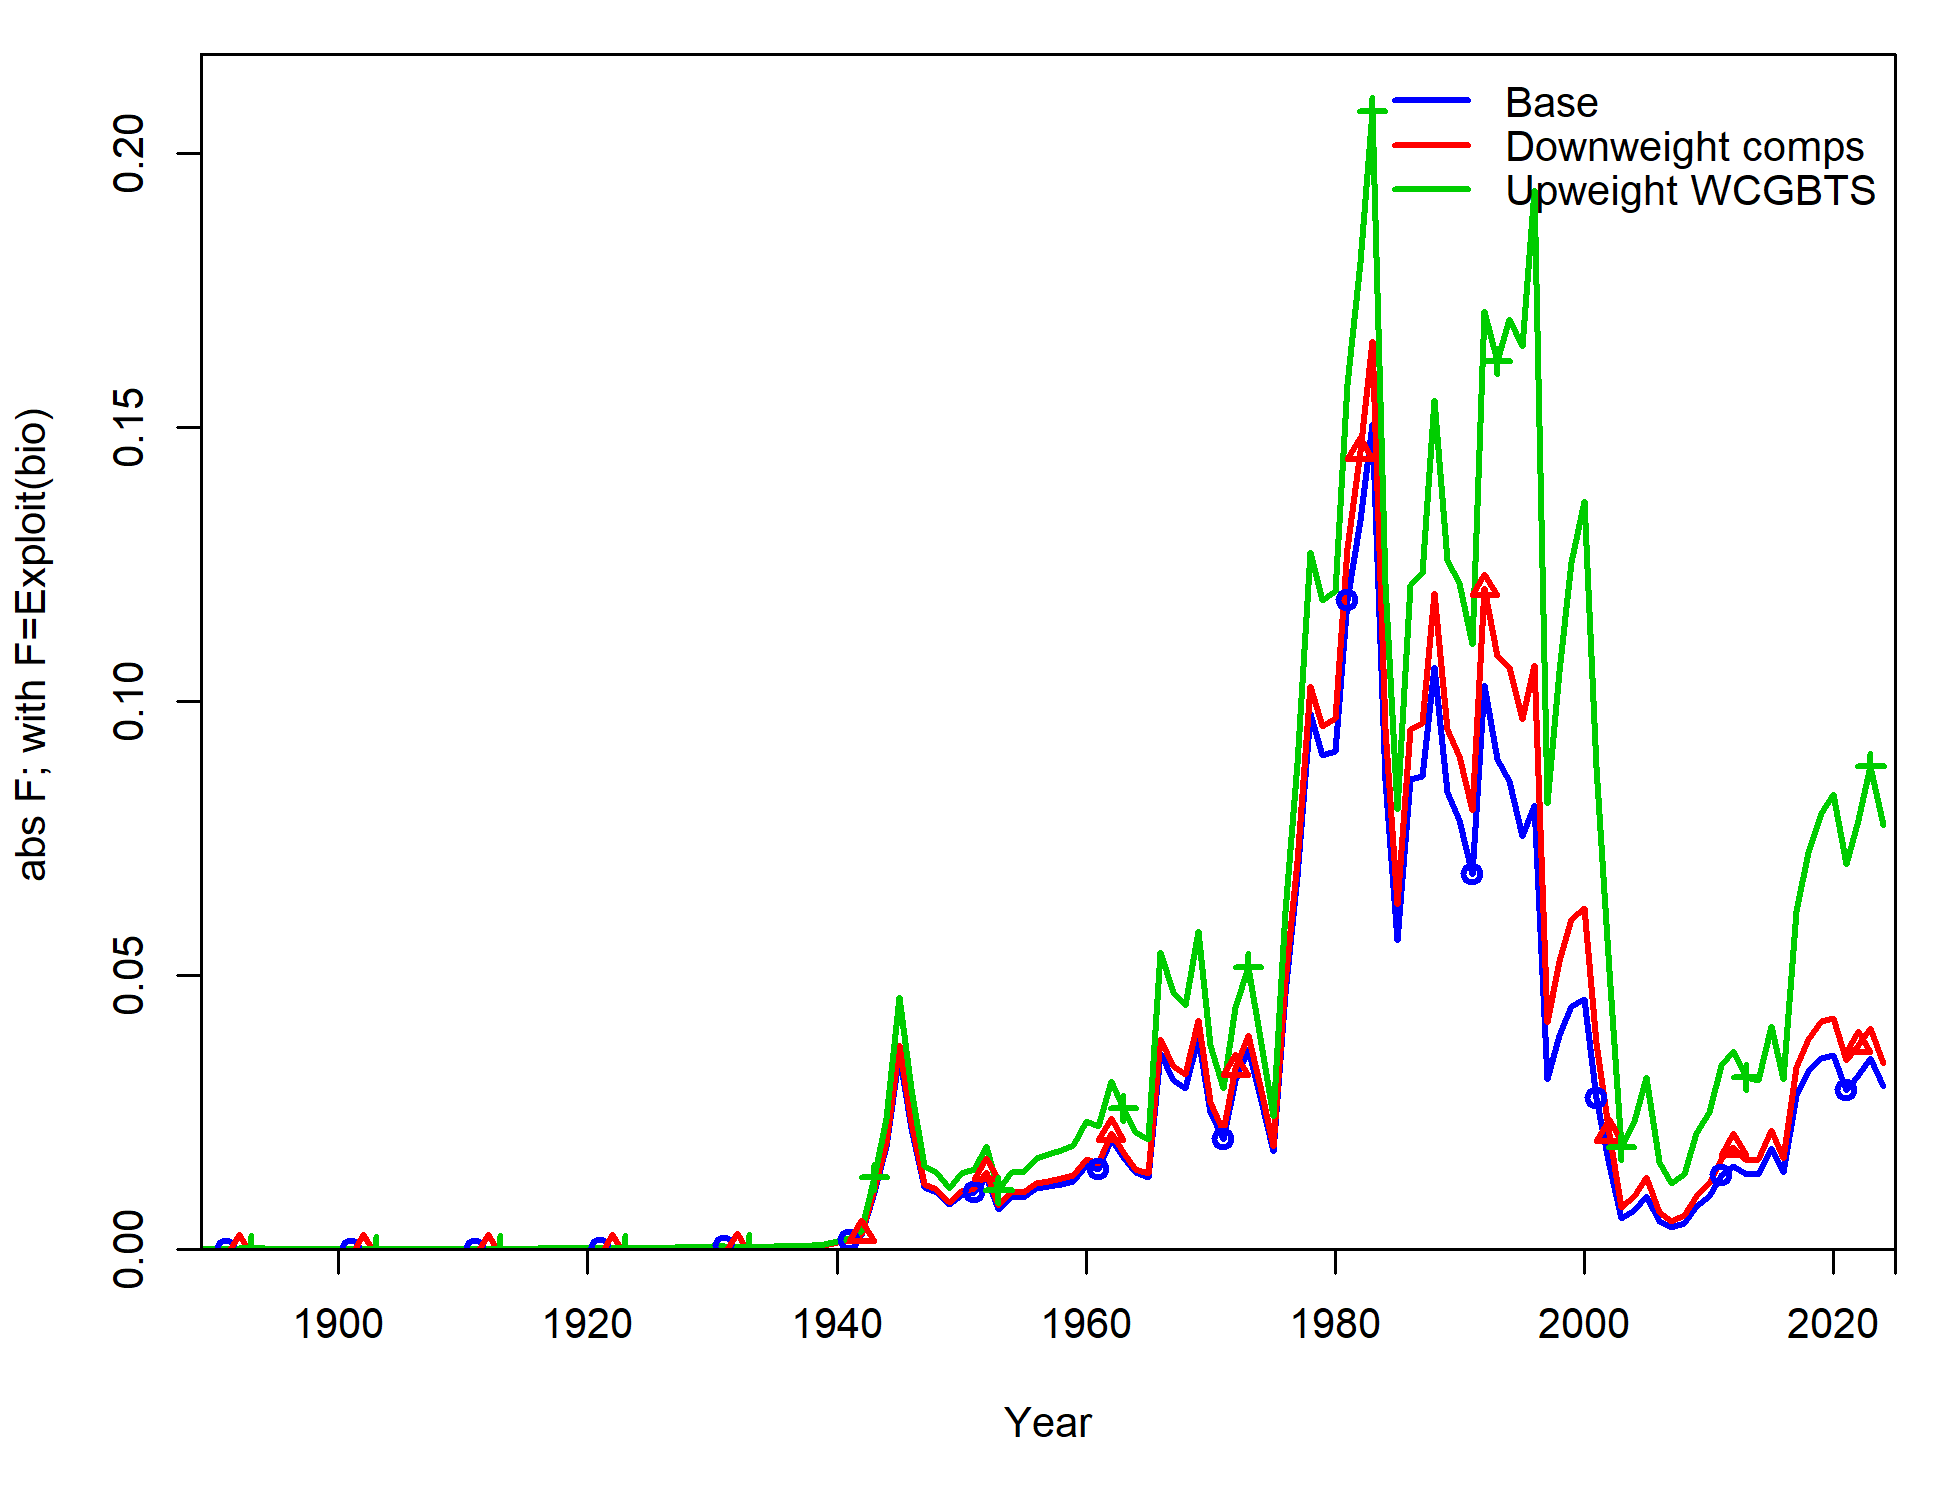 Base
Downweight comps
Upweight WCGBTS
abs F; with F=Exploit(bio)
0.20
0.15
0.10
0.05
0.00
1900 1920 1940 1960 1980 2000 2020
Year